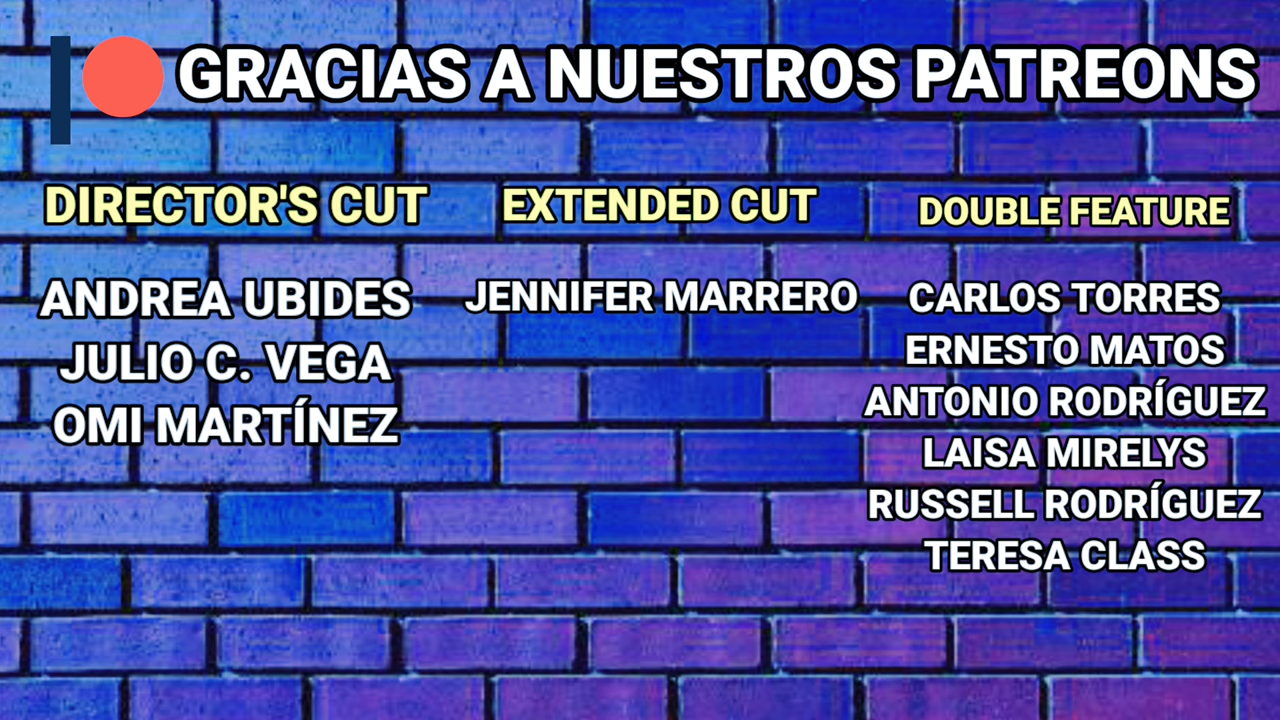 GRACIAS A NUESTROS PATREONS
DIRECTOR'S CUT
ANDREA UBIDES
JULIO C. VEGA
OMI MARTÍNEZ
EXTENDED CUT
JENNIFER MARRERO
DOUBLE FEATURE
CARLOS TORRES
ERNESTO MATOS
ANTONIO RODRÍGUEZ
LAISA MIRELYS
RUSSELL RODRÍGUEZ
TERESA CLASS